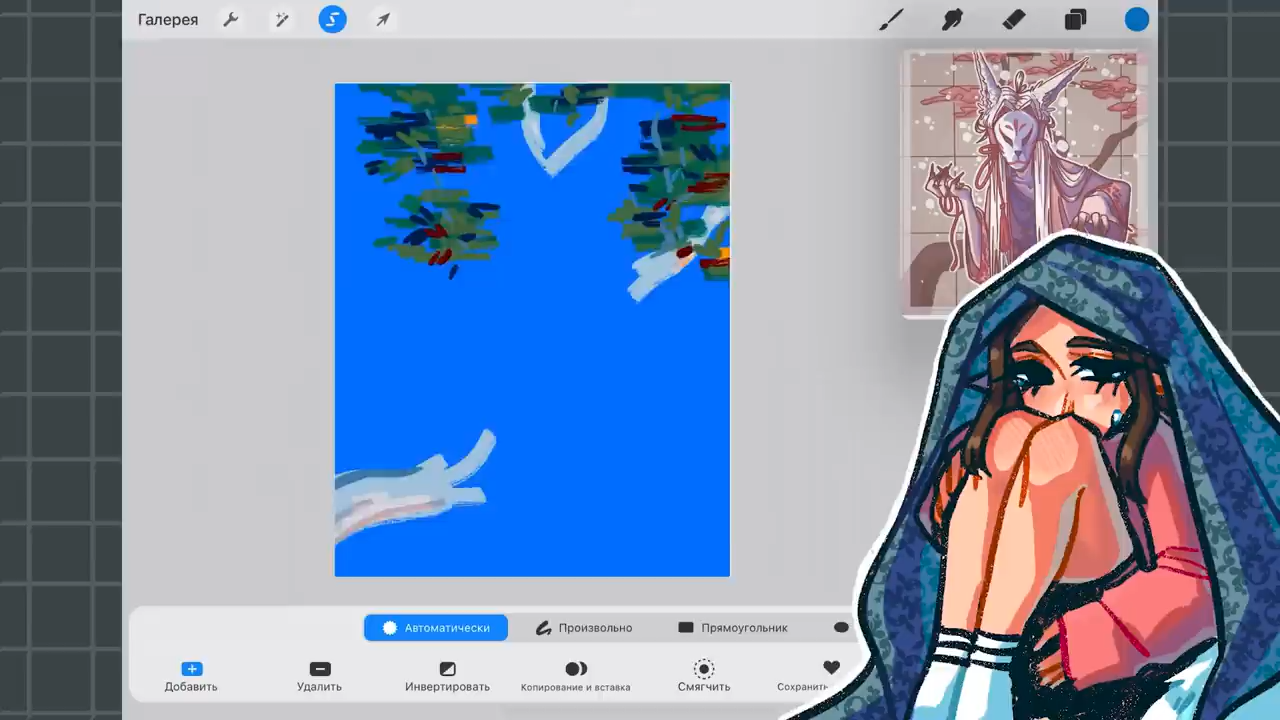 Галерея
Автоматически
Произвольно
Прямоугольник
Добавить
Удалить
Инвертировать
Копирование и вставка
Смягчить
Сохранить